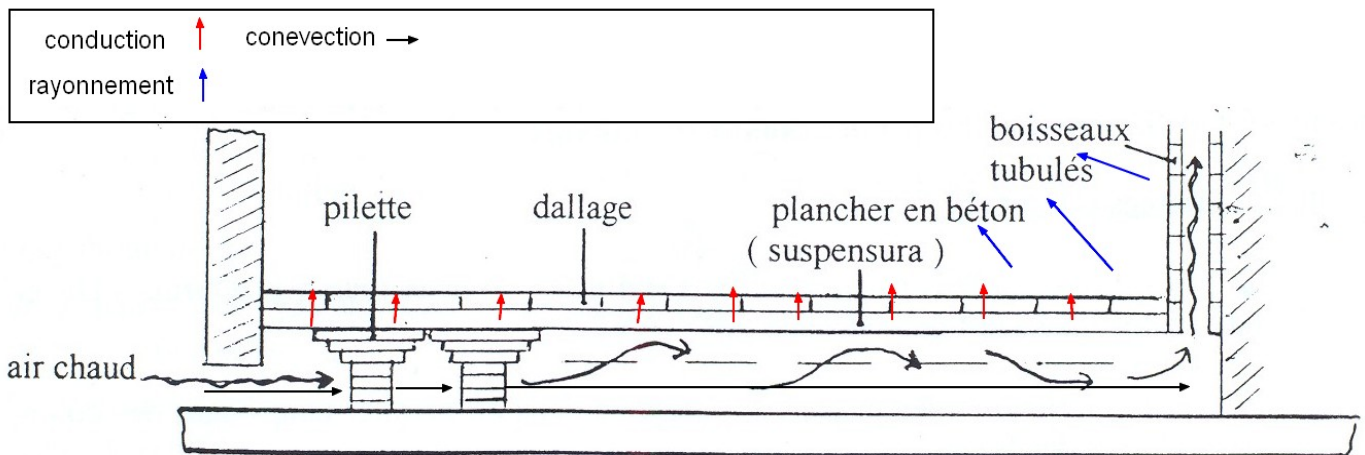 conduction conevection
rayonnement
boisseaux
tubulés
pilette dallage plancher en béton
( suspensura )
air chaud